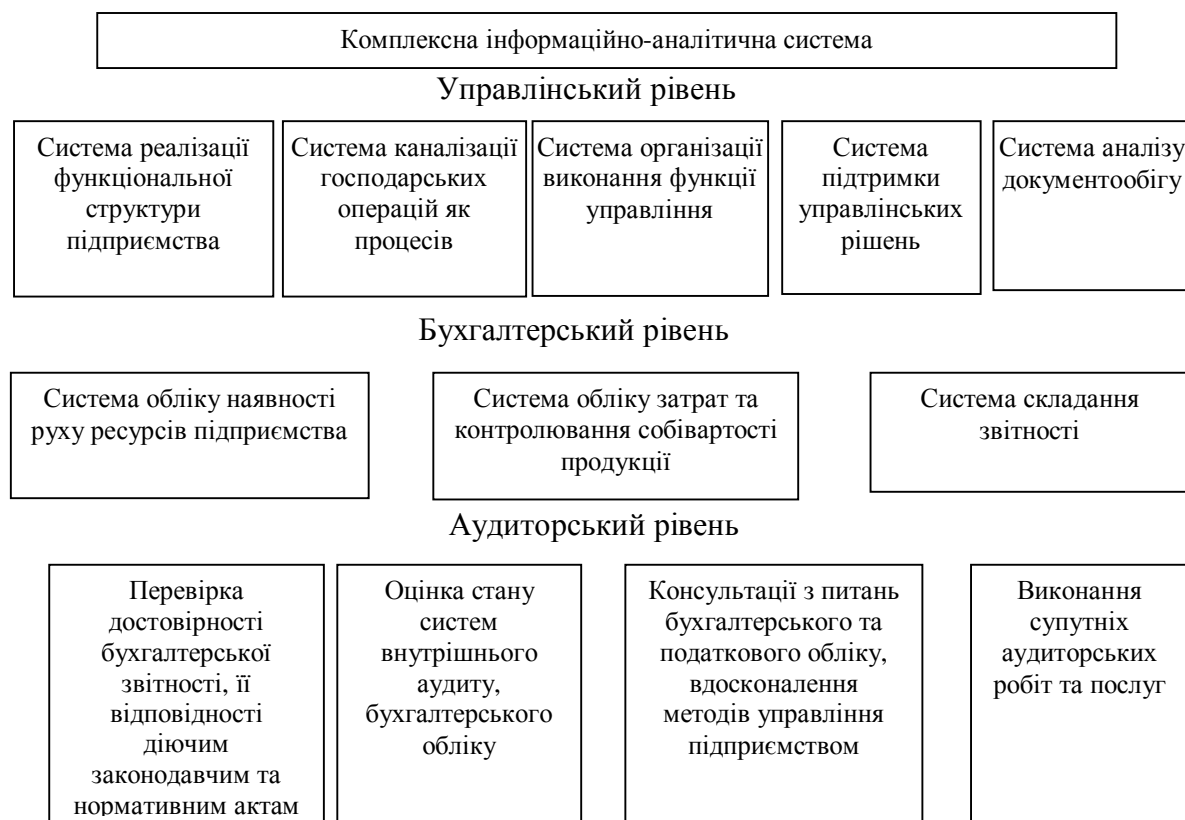 Комплексна інформаційно-аналітична система
Управлінський рівень
Система реалізації
функціональної
структури
підприємства
Система каналізації
господарських
операцій як
процесів
Система організації
виконання функції
управління
Система
підтримки
управлінських
рішень
Система аналізу
документообігу
Бухгалтерський рівень
Система обліку наявності
руху ресурсів підприємства
Система обліку затрат та
контролювання собівартості
продукції
Система складання
звітності
Аудиторський рівень
Перевірка
достовірності
бухгалтерської
звітності, її
відповідності
діючим
законодавчим та
нормативним актам
Оцінка стану
систем
внутрішнього
аудиту,
бухгалтерського
обліку
Консультації з питань
бухгалтерського та
податкового обліку,
вдосконалення
методів управління
підприємством
Виконання
супутніх
аудиторських
робіт та послуг